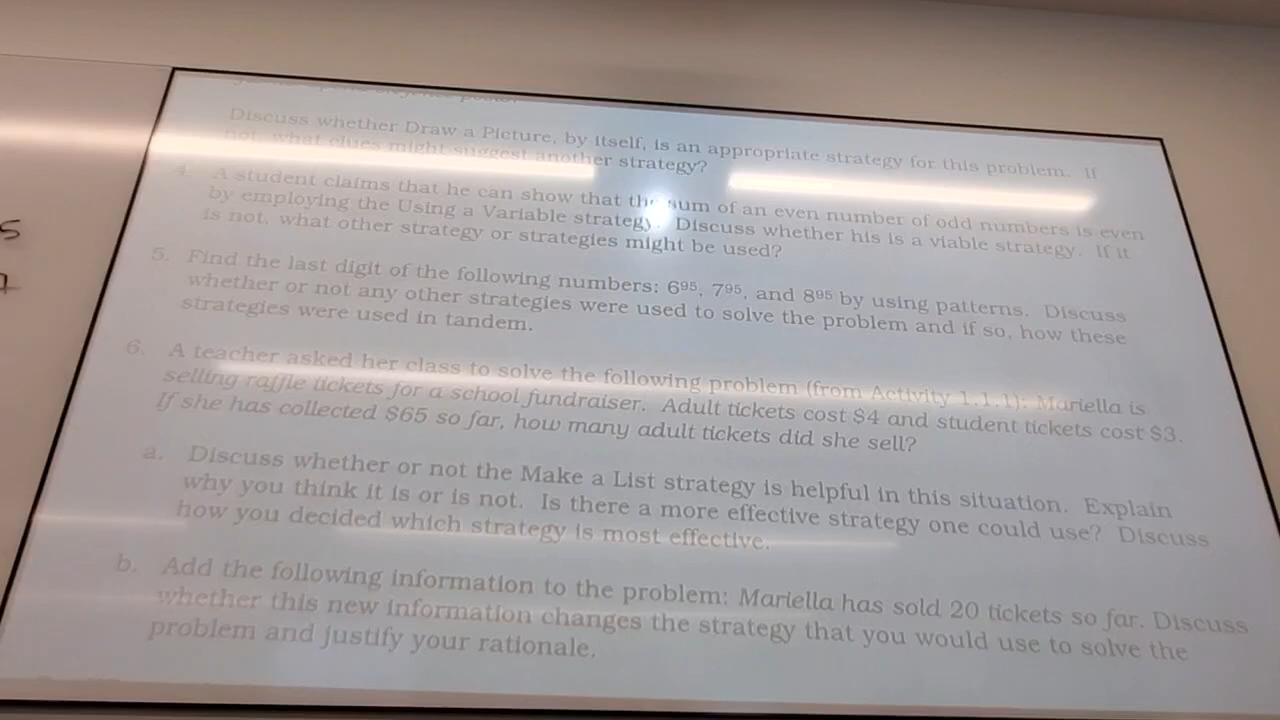 Discuss whether Draw a Picture, by itself, is an appropriate strategy for this problem. If
not, what clues might suggest another strategy?
4. A student claims that he can show that the sum of an even number of odd numbers is even
by employing the Using a Variable strategy. Discuss whether his is a viable strategy. If it
is not, what other strategy or strategies might be used?
5. Find the last digit of the following numbers: 6⁹⁵, 7⁹⁵, and 8⁹⁵ by using patterns. Discuss
whether or not any other strategies were used to solve the problem and if so, how these
strategies were used in tandem.
6. A teacher asked her class to solve the following problem (from Activity 1.1.1): Mariella is
selling raffle tickets for a school fundraiser. Adult tickets cost $4 and student tickets cost $3.
If she has collected $65 so far, how many adult tickets did she sell?
a. Discuss whether or not the Make a List strategy is helpful in this situation. Explain
why you think it is or is not. Is there a more effective strategy one could use? Discuss
how you decided which strategy is most effective.
b. Add the following information to the problem: Mariella has sold 20 tickets so far. Discuss
whether this new information changes the strategy that you would use to solve the
problem and justify your rationale.